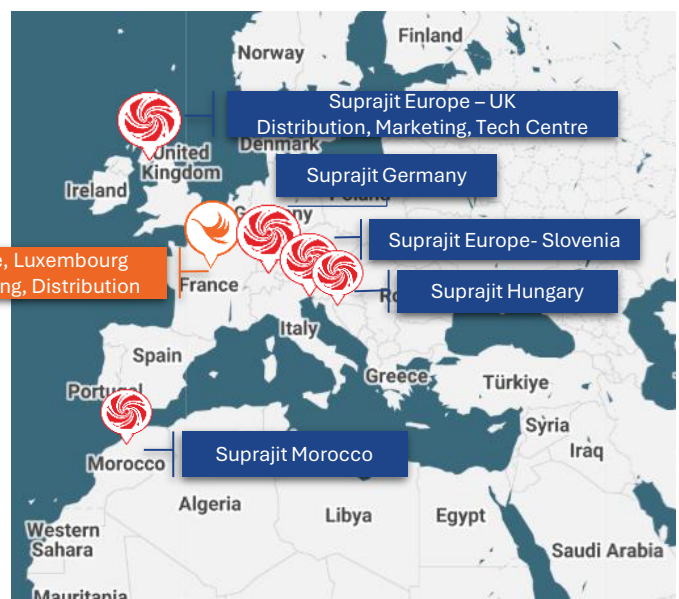 Norway
Finland
Suprajit Europe – UK
Distribution, Marketing, Tech Centre
United
Kingdom
Denmark
Ireland
Suprajit Germany
Suprajit Europe- Slovenia
Luxembourg
Distribution
France
Suprajit Hungary
Italy
Spain
Portugal
Greece
Türkiye
Syria
Iraq
Suprajit Morocco
Morocco
Algeria
Libya
Egypt
Western
Sahara
Saudi Arabia
Mauritania